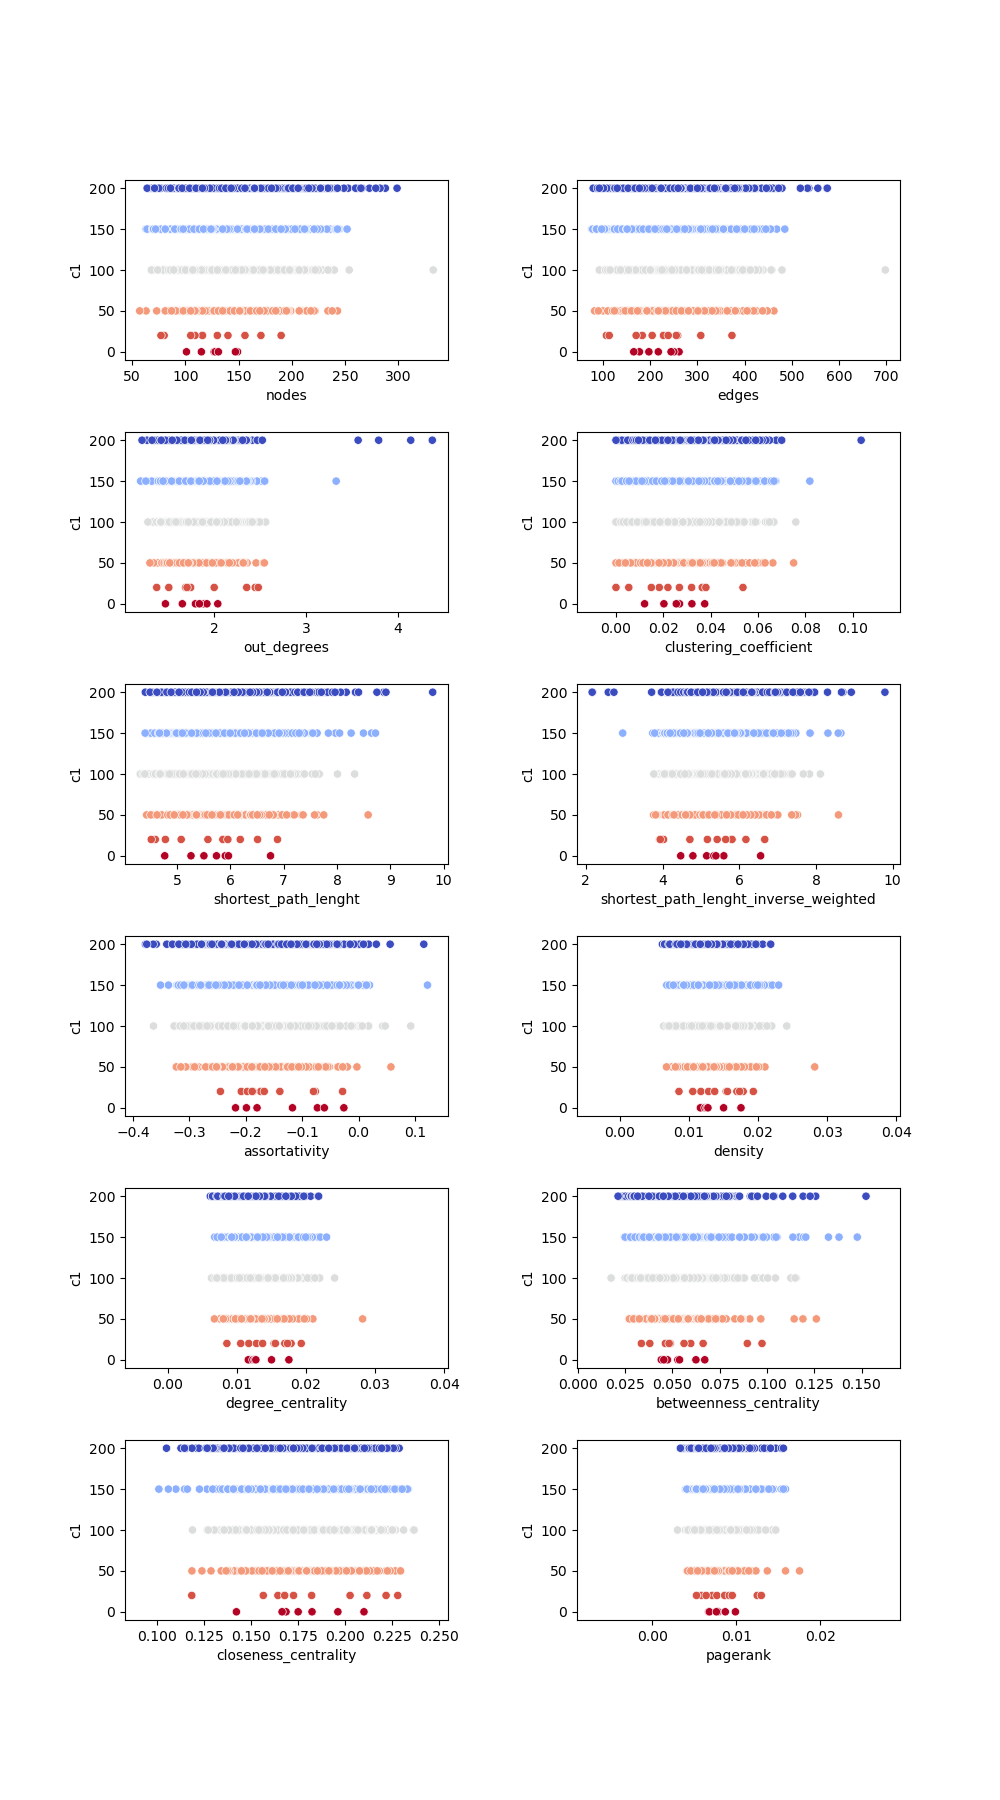 200
150
100
50
0
c1
50 100 150 200 250 300
nodes
200
150
100
50
0
c1
100 200 300 400 500 600 700
edges
200
150
100
50
0
c1
2 3 4
out_degrees
200
150
100
50
0
c1
0.00 0.02 0.04 0.06 0.08 0.10
clustering_coefficient
200
150
100
50
0
c1
5 6 7 8 9 10
shortest_path_lenght
200
150
100
50
0
c1
2 4 6 8 10
shortest_path_lenght_inverse_weighted
200
150
100
50
0
c1
−0.4 −0.3 −0.2 −0.1 0.0 0.1
assortativity
200
150
100
50
0
c1
0.00 0.01 0.02 0.03 0.04
density
200
150
100
50
0
c1
0.00 0.01 0.02 0.03 0.04
degree_centrality
200
150
100
50
0
c1
0.000 0.025 0.050 0.075 0.100 0.125 0.150
betweenness_centrality
200
150
100
50
0
c1
0.100 0.125 0.150 0.175 0.200 0.225 0.250
closeness_centrality
200
150
100
50
0
c1
0.00 0.01 0.02
pagerank